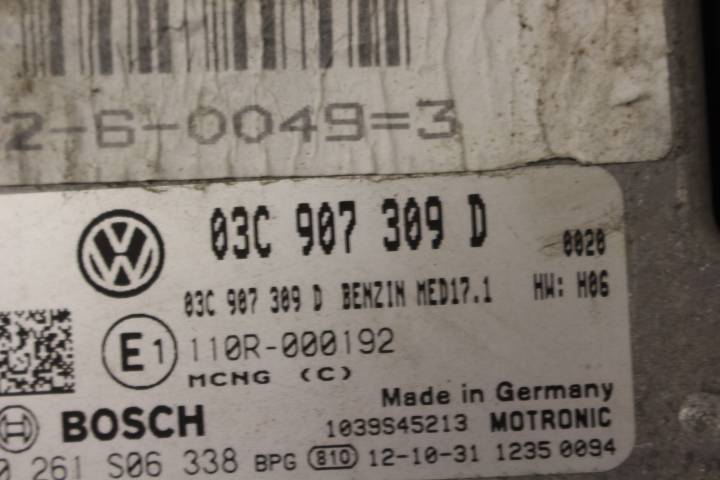 2-6-0049=3
03C 907 309 D 0020
03C 907 309 D BENZIN MED17.1 HW: H06
E1 110R-000192
MCNG (C)
Made in Germany
BOSCH 1039S45213 MOTRONIC
0 261 S06 338 BPG 810 12-10-31 1235 0094